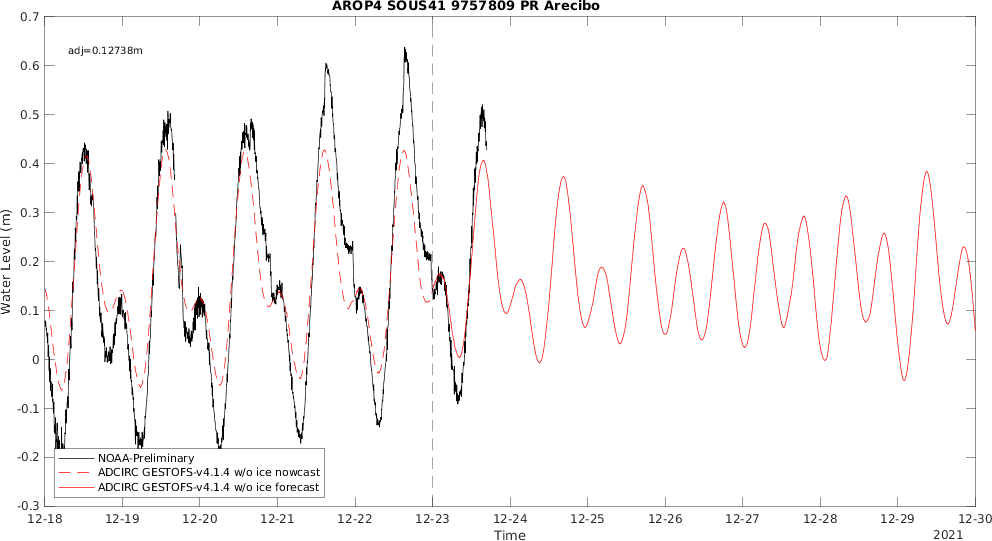 AROP4 SOUS41 9757809 PR Arecibo
adj=0.12738m
Water Level (m)
0.7
0.6
0.5
0.4
0.3
0.2
0.1
0
-0.1
-0.2
-0.3
NOAA-Preliminary
ADCIRC GESTOFS-v4.1.4 w/o ice nowcast
ADCIRC GESTOFS-v4.1.4 w/o ice forecast
12-18 12-19 12-20 12-21 12-22 12-23 12-24 12-25 12-26 12-27 12-28 12-29 12-30
Time
2021